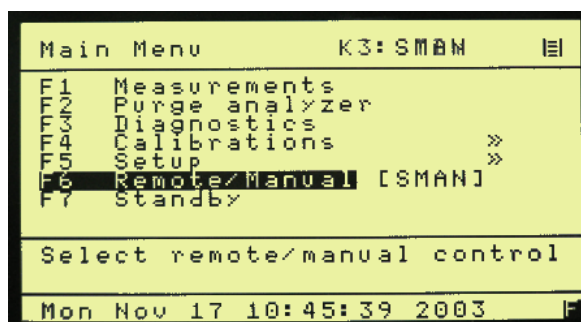 Main Menu K3:SMAN
F1 Measurements
F2 Purge analyzer
F3 Diagnostics
F4 Calibrations »
F5 Setup »
F6 Remote/Manual [SMAN]
F7 Standby
Select remote/manual control
Mon Nov 17 10:45:39 2003 F